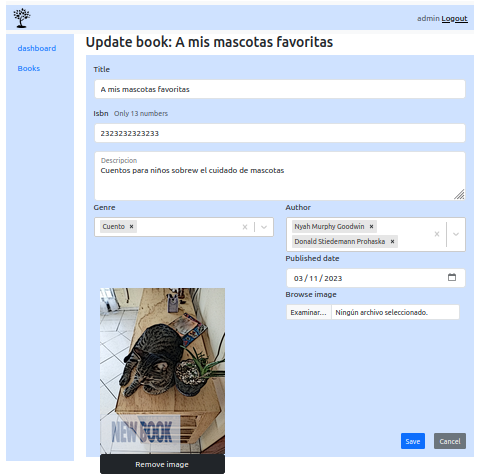 admin Logout
dashboard
Books
Update book: A mis mascotas favoritas
Title
A mis mascotas favoritas
Isbn Only 13 numbers
2323232323233
Descripcion
Cuentos para niños sobrew el cuidado de mascotas
Genre
Cuento ×
Author
Nyah Murphy Goodwin ×
Donald Stiedemann Prohaska ×
Published date
03 / 11 / 2023
Browse image
Examinar... Ningún archivo seleccionado.
NEW BOOK
Remove image
Save Cancel